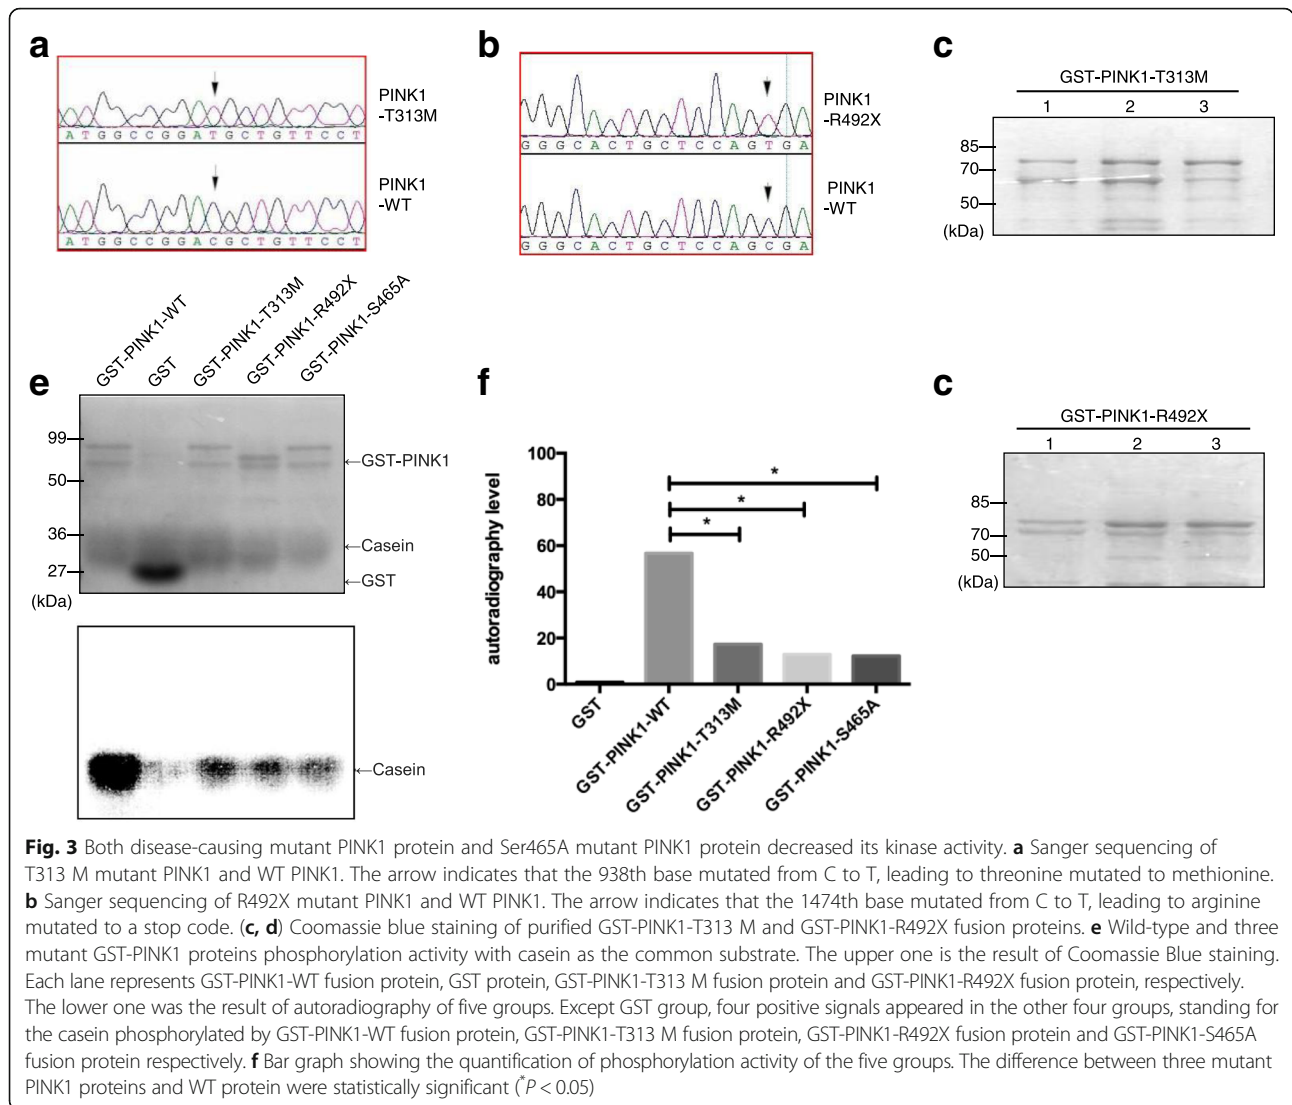 a
PINK1
-T313M
A T G G C C G G A T G C T G T T C C T
PINK1
-WT
A T G G C C G G A C G C T G T T C C T
b
PINK1
-R492X
G G G C A C T G C T C C A G T G A
PINK1
-WT
G G G C A C T G C T C C A G C G A
c
GST-PINK1-T313M
1 2 3
85
70
50
(kDa)
e
GST-PINK1-WT
GST
GST-PINK1-T313M
GST-PINK1-R492X
GST-PINK1-S465A
99
50
36
27
(kDa)
←GST-PINK1
←Casein
←GST
←Casein
f
autoradiography level
100
80
60
40
20
0
*
*
*
GST
GST-PINK1-WT
GST-PINK1-T313M
GST-PINK1-R492X
GST-PINK1-S465A
c
GST-PINK1-R492X
1 2 3
85
70
50
(kDa)
Fig. 3 Both disease-causing mutant PINK1 protein and Ser465A mutant PINK1 protein decreased its kinase activity. a Sanger sequencing of
T313 M mutant PINK1 and WT PINK1. The arrow indicates that the 938th base mutated from C to T, leading to threonine mutated to methionine.
b Sanger sequencing of R492X mutant PINK1 and WT PINK1. The arrow indicates that the 1474th base mutated from C to T, leading to arginine
mutated to a stop code. (c, d) Coomassie blue staining of purified GST-PINK1-T313 M and GST-PINK1-R492X fusion proteins. e Wild-type and three
mutant GST-PINK1 proteins phosphorylation activity with casein as the common substrate. The upper one is the result of Coomassie Blue staining.
Each lane represents GST-PINK1-WT fusion protein, GST protein, GST-PINK1-T313 M fusion protein and GST-PINK1-R492X fusion protein, respectively.
The lower one was the result of autoradiography of five groups. Except GST group, four positive signals appeared in the other four groups, standing for
the casein phosphorylated by GST-PINK1-WT fusion protein, GST-PINK1-T313 M fusion protein, GST-PINK1-R492X fusion protein and GST-PINK1-S465A
fusion protein respectively. f Bar graph showing the quantification of phosphorylation activity of the five groups. The difference between three mutant
PINK1 proteins and WT protein were statistically significant (*P < 0.05)